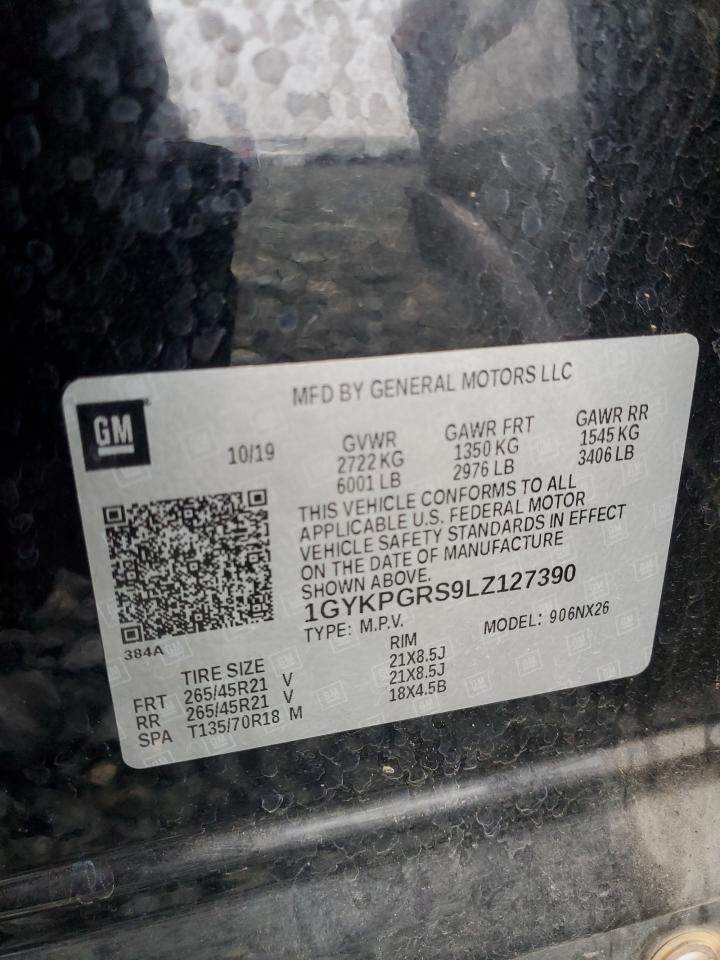 MFD BY GENERAL MOTORS LLC
GM
10/19
GVWR
2722 KG
6001 LB
GAWR FRT
1350 KG
2976 LB
GAWR RR
1545 KG
3406 LB
THIS VEHICLE CONFORMS TO ALL
APPLICABLE U.S. FEDERAL MOTOR
VEHICLE SAFETY STANDARDS IN EFFECT
ON THE DATE OF MANUFACTURE
SHOWN ABOVE.
1GYKPGRS9LZ127390
TYPE: M.P.V.
MODEL: 906NX26
384A
TIRE SIZE RIM
FRT 265/45R21 V 21X8.5J
RR 265/45R21 V 21X8.5J
SPA T135/70R18 M 18X4.5B